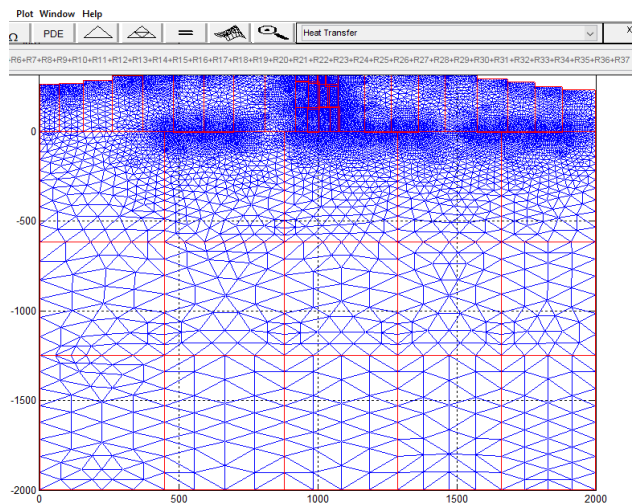 Plot Window Help
Ω PDE = Heat Transfer X
+R6+R7+R8+R9+R10+R11+R12+R13+R14+R15+R16+R17+R18+R19+R20+R21+R22+R23+R24+R25+R26+R27+R28+R29+R30+R31+R32+R33+R34+R35+R36+R37
0
-500
-1000
-1500
-2000
0 500 1000 1500 2000